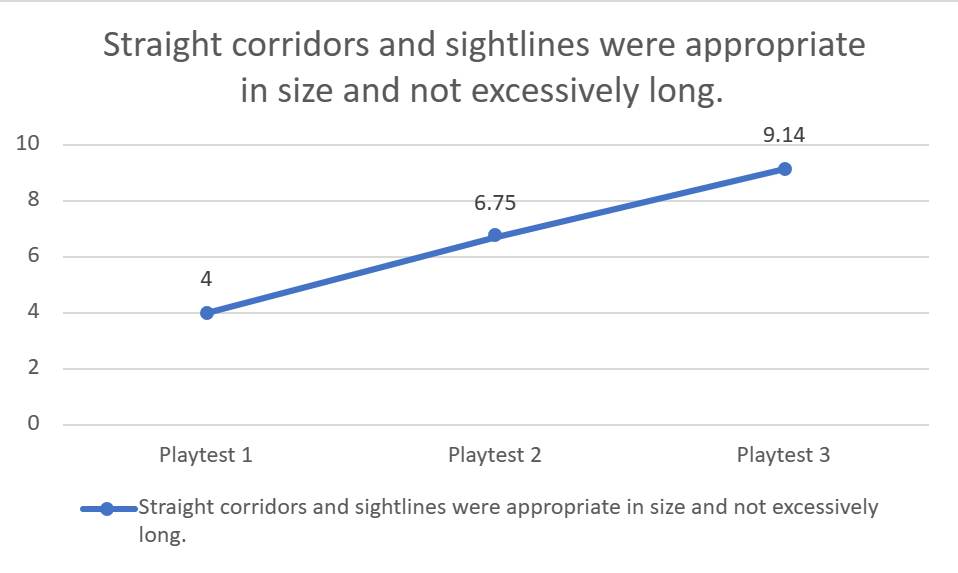 Straight corridors and sightlines were appropriate
in size and not excessively long.
10
8
6
4
2
0
4
6.75
9.14
Playtest 1
Playtest 2
Playtest 3
Straight corridors and sightlines were appropriate in size and not excessively
long.